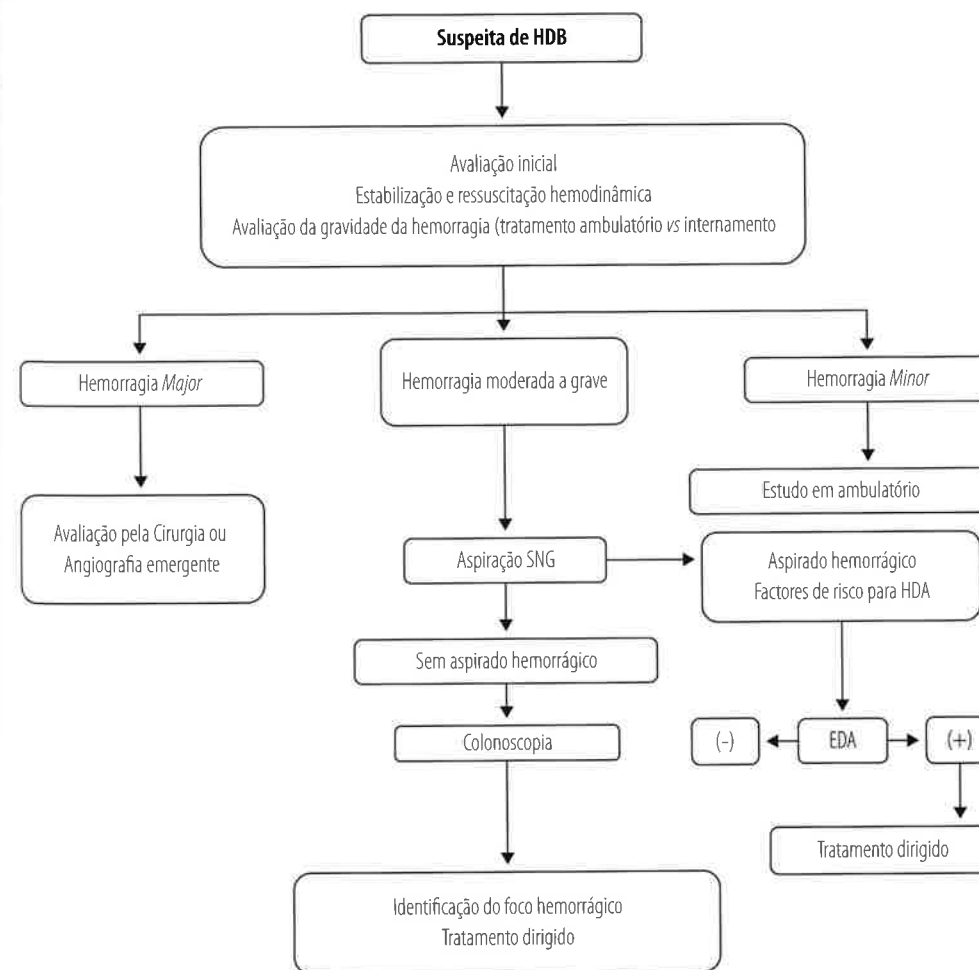 Suspeita de HDB
Avaliação inicial
Estabilização e ressuscitação hemodinâmica
Avaliação da gravidade da hemorragia (tratamento ambulatório vs internamento
Hemorragia Major
Hemorragia moderada a grave
Hemorragia Minor
Estudo em ambulatório
Avaliação pela Cirurgia ou
Angiografia emergente
Aspiração SNG
Aspirado hemorrágico
Factores de risco para HDA
Sem aspirado hemorrágico
Colonoscopia
(-)
EDA
(+)
Tratamento dirigido
Identificação do foco hemorrágico
Tratamento dirigido